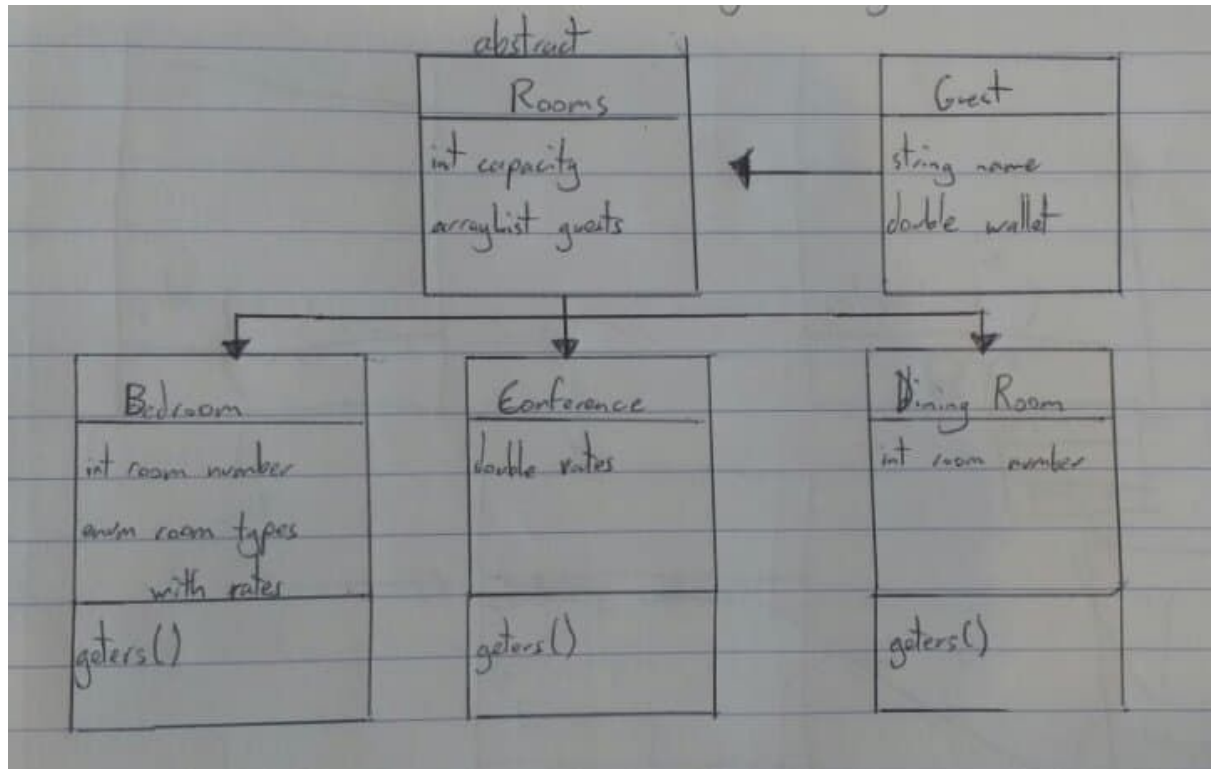 abstract
Rooms
int capacity
arrayList guests
Guest
string name
double wallet
Bedroom
int room number
enum room types
with rates
geters()
Conference
double rates
geters()
Dining Room
int room number
geters()